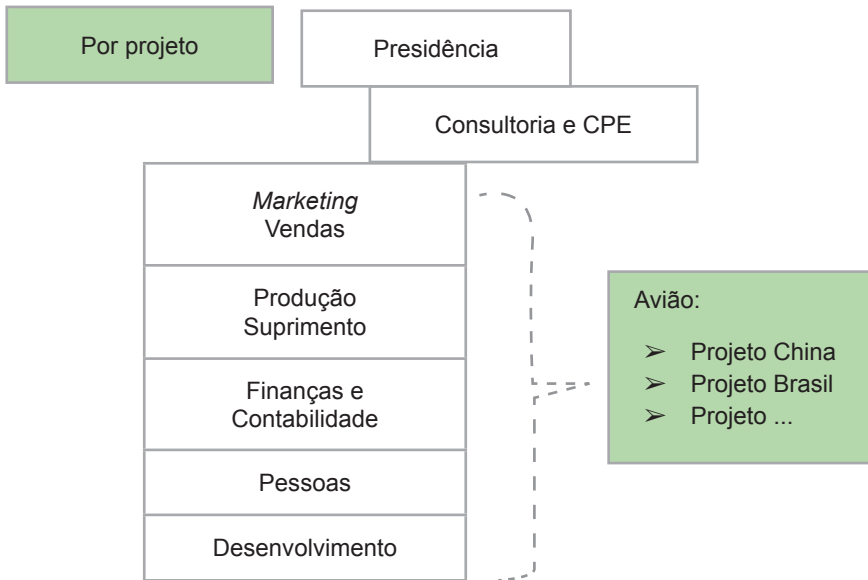 Por projeto
Presidência
Consultoria e CPE
Marketing
Vendas
Produção
Suprimento
Finanças e
Contabilidade
Pessoas
Desenvolvimento
Avião:
➢ Projeto China
➢ Projeto Brasil
➢ Projeto ...